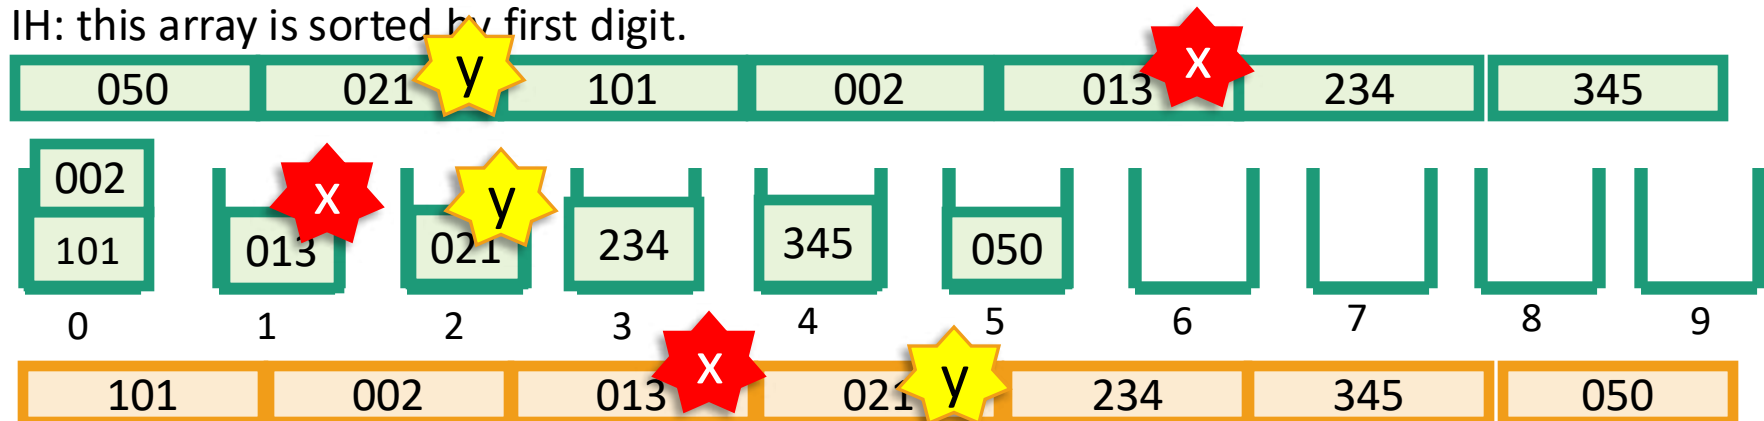 IH: this array is sorted by first digit.
050 021 y 101 002 013 x 234 345
002
101 013 x 021 y 234 345 050
0 1 2 3 4 5 6 7 8 9
101 002 013 x 021 y 234 345 050